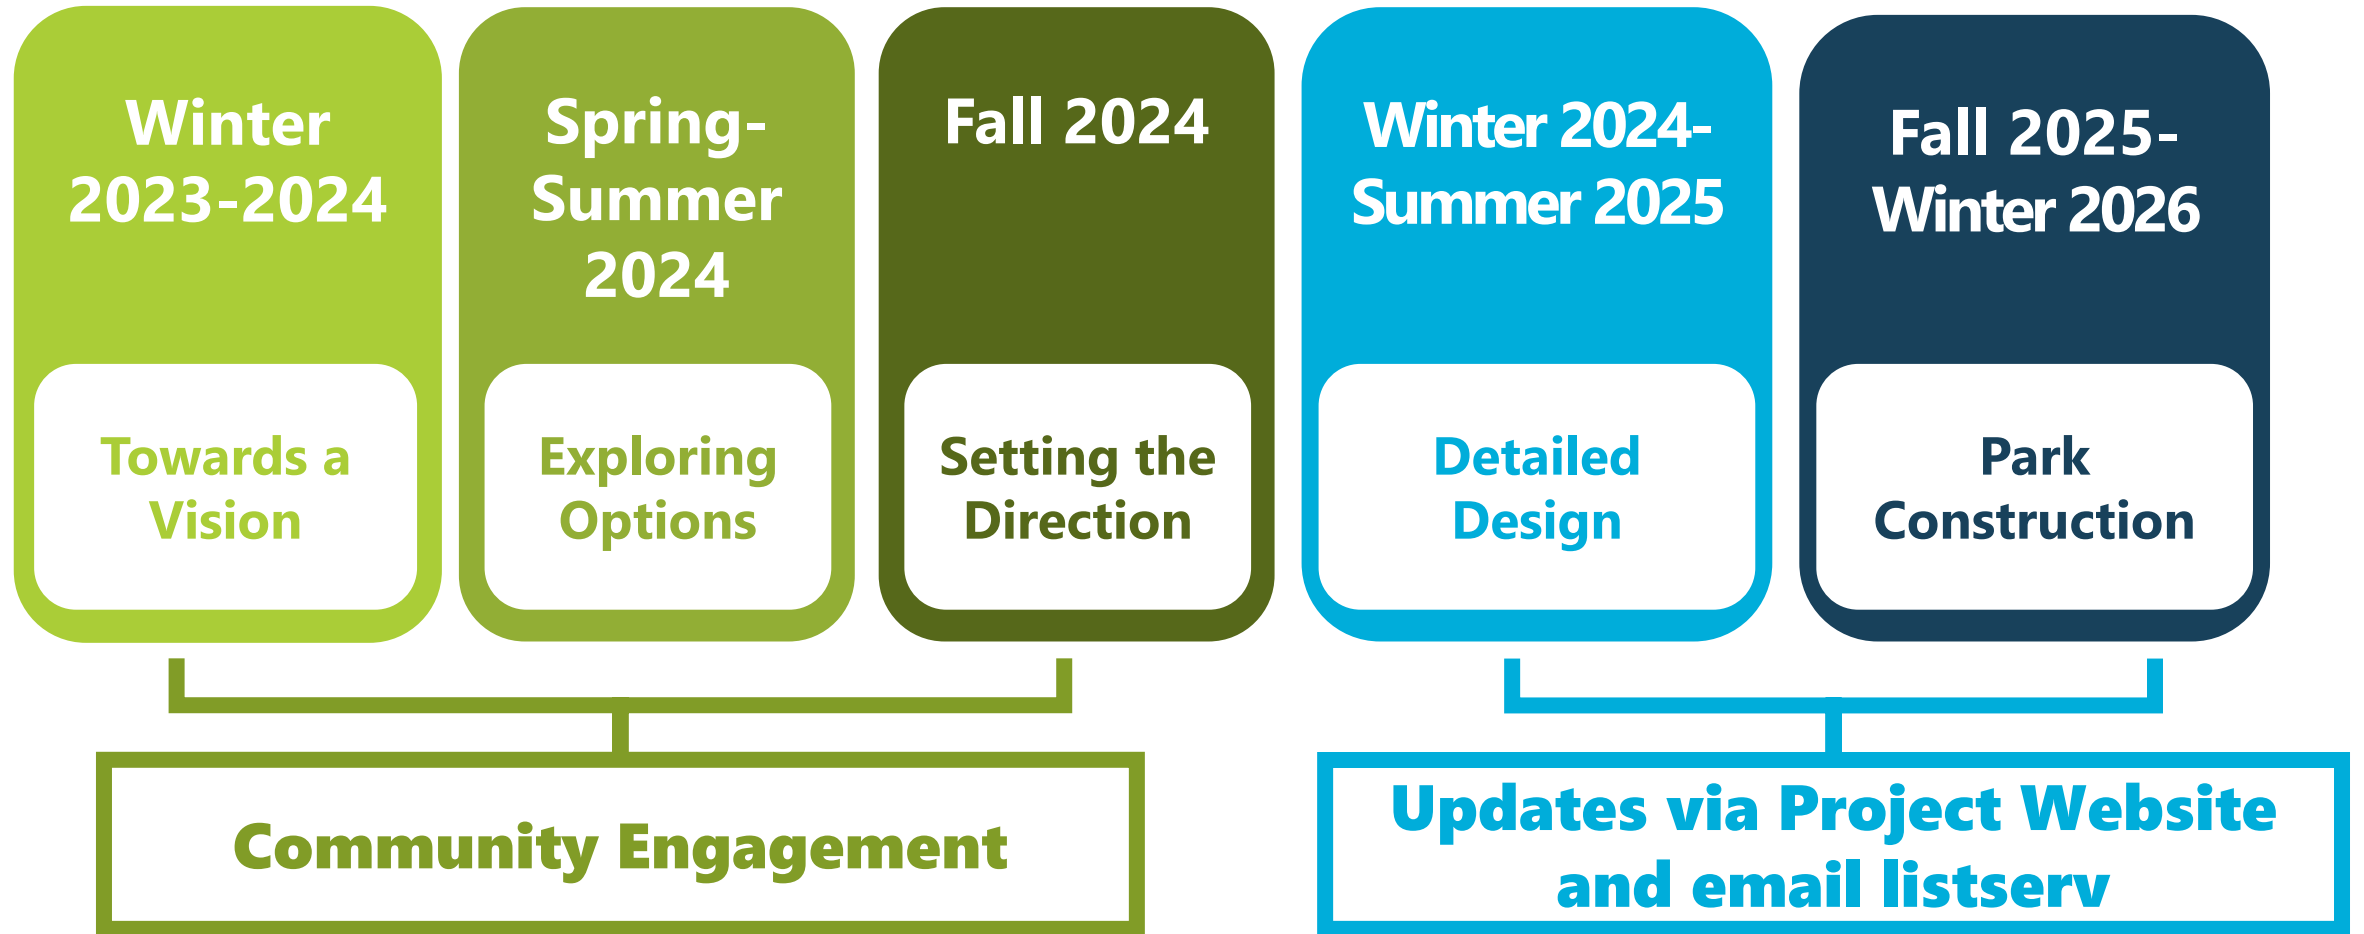 Winter
2023-2024
Towards a
Vision
Spring-
Summer
2024
Exploring
Options
Fall 2024
Setting the
Direction
Winter 2024-
Summer 2025
Detailed
Design
Fall 2025-
Winter 2026
Park
Construction
Community Engagement
Updates via Project Website
and email listserv